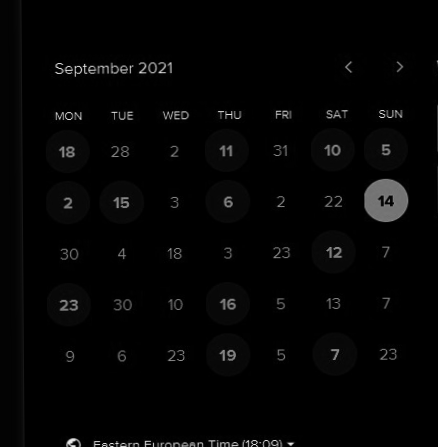 September 2021 < >
MON TUE WED THU FRI SAT SUN
18 28 2 11 31 10 5
2 15 3 6 2 22 14
30 4 18 3 23 12 7
23 30 10 16 5 13 7
9 6 23 19 5 7 23
Eastern European Time (18:09)